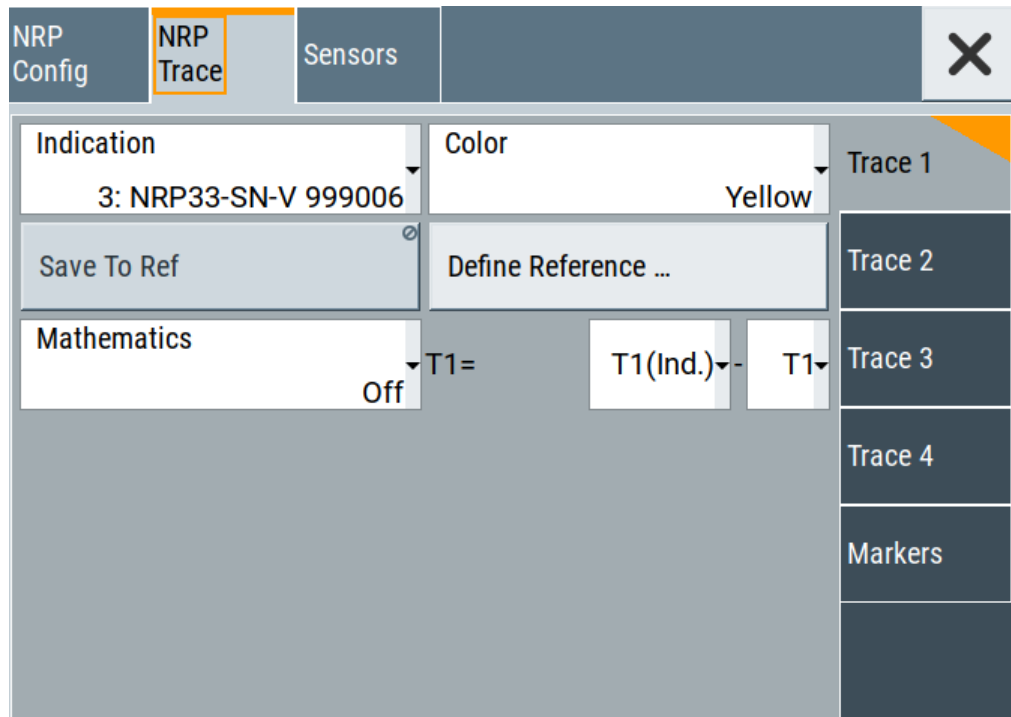 NRP
Config
NRP
Trace
Sensors
Indication
3: NRP33-SN-V 999006
Color
Yellow
Trace 1
Save To Ref
Define Reference ...
Trace 2
Mathematics
Off
T1=
T1(Ind.)
-
T1
Trace 3
Trace 4
Markers